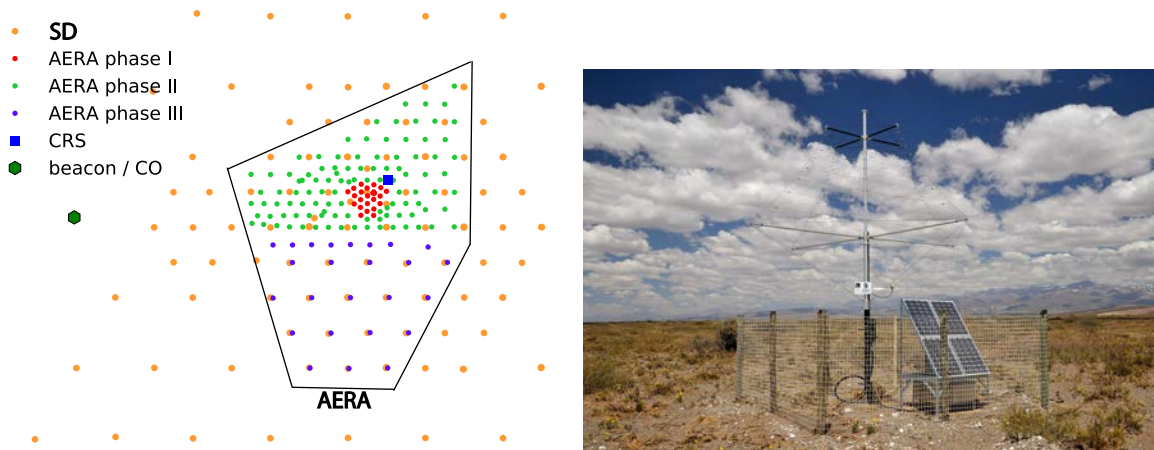 SD
AERA phase I
AERA phase II
AERA phase III
CRS
beacon / CO
AERA